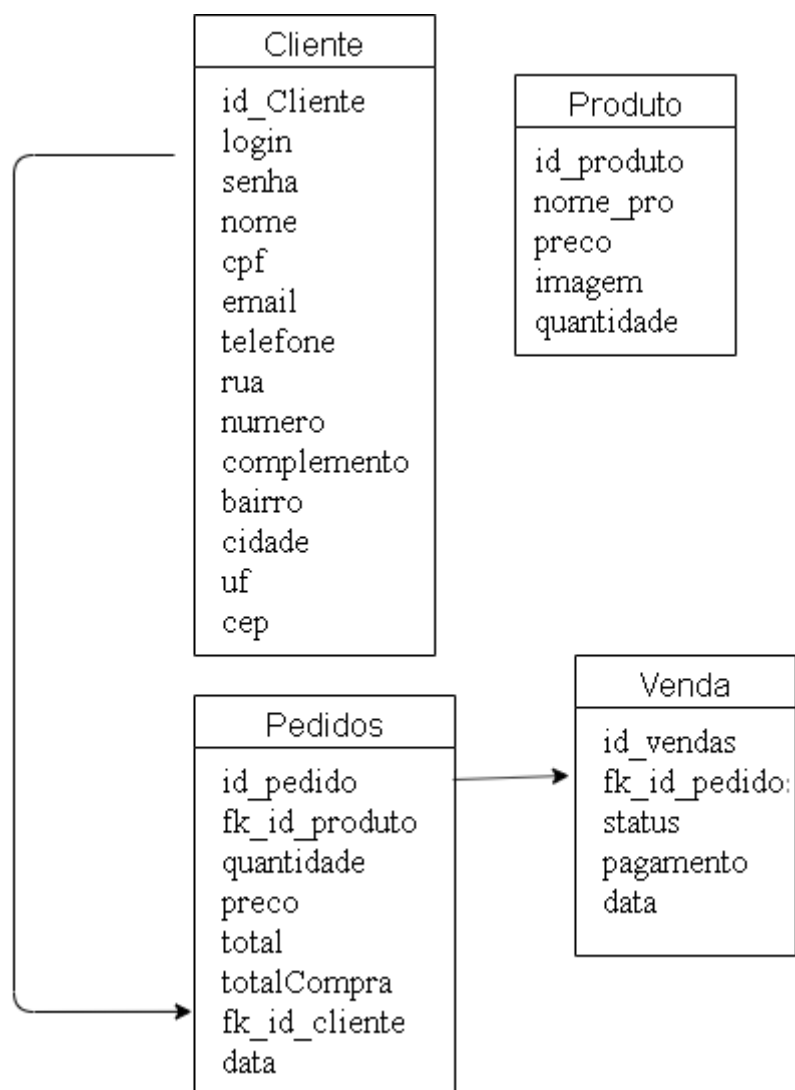 Cliente
id_Cliente
login
senha
nome
cpf
email
telefone
rua
numero
complemento
bairro
cidade
uf
cep
Produto
id_produto
nome_pro
preco
imagem
quantidade
Pedidos
id_pedido
fk_id_produto
quantidade
preco
total
totalCompra
fk_id_cliente
data
Venda
id_vendas
fk_id_pedido:
status
pagamento
data